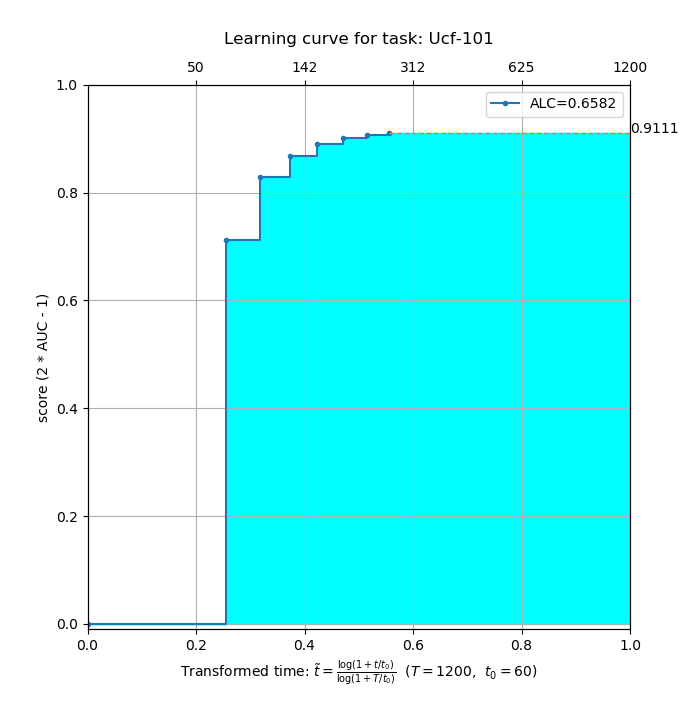 Learning curve for task: Ucf-101
50 142 312 625 1200
1.0
ALC=0.6582
0.9111
0.8
0.6
0.4
0.2
0.0
score (2 * AUC - 1)
0.0 0.2 0.4 0.6 0.8 1.0
Transformed time: t̃ = log(1 + t/t₀) / log(1 + T/t₀) (T = 1200, t₀ = 60)